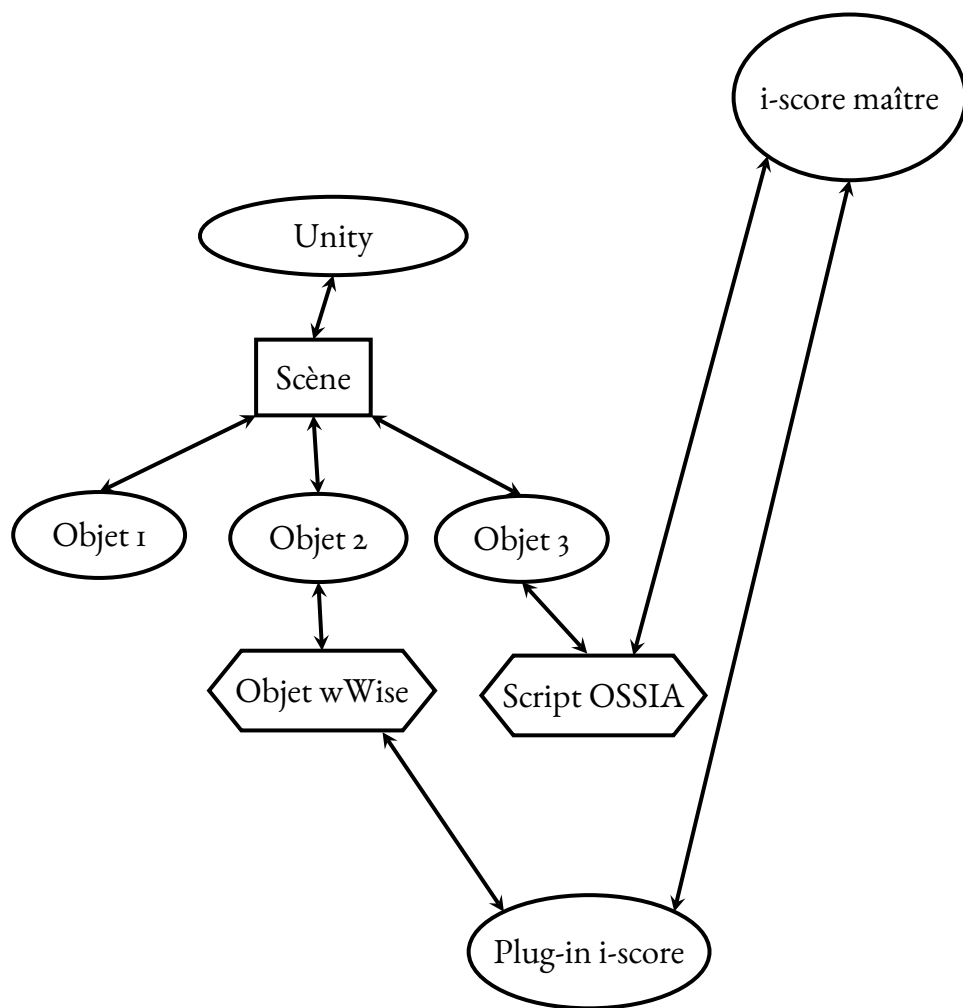 i-score maître
Unity
Scène
Objet 1
Objet 2
Objet 3
Objet wWise
Script OSSIA
Plug-in i-score